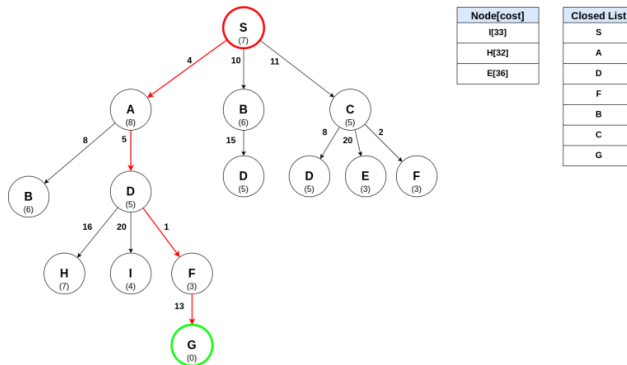 S
(7)
4
10
11
A
(8)
B
(6)
C
(5)
8
5
15
8
20
2
B
(6)
D
(5)
D
(5)
D
(5)
E
(3)
F
(3)
16
20
1
H
(7)
I
(4)
F
(3)
13
G
(0)
Node[cost]
I[33]
H[32]
E[36]
Closed List
S
A
D
F
B
C
G